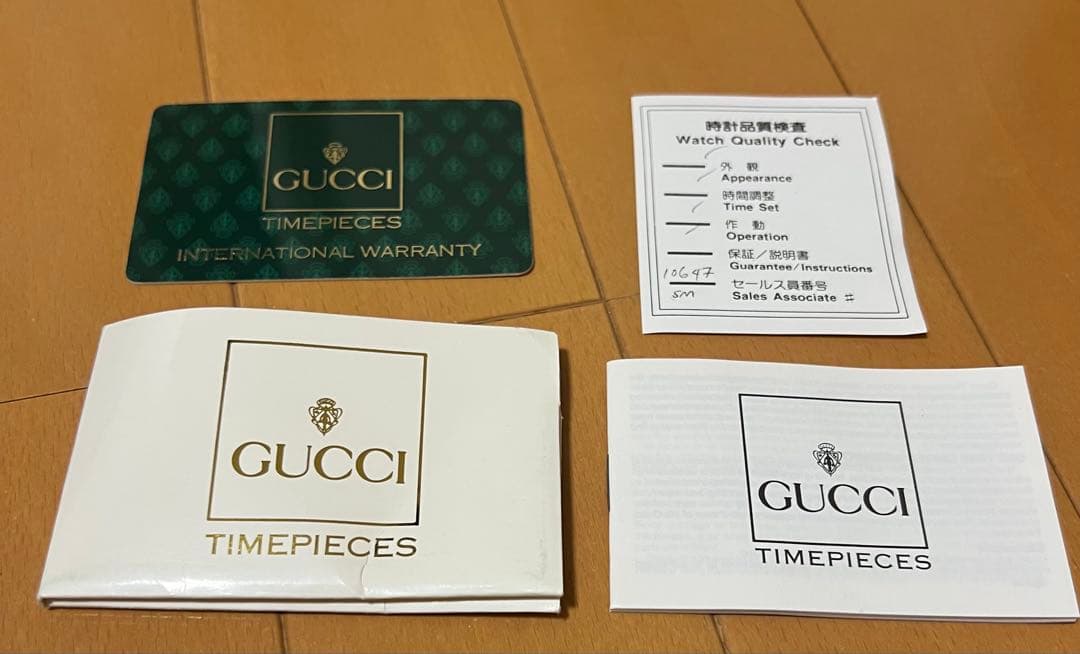 GUCCI
TIMEPIECES
INTERNATIONAL WARRANTY
時計品質検査
Watch Quality Check
外観
Appearance
時間調整
Time Set
作動
Operation
保証/説明書
Guarantee/Instructions
10647
セールス員番号
SM
Sales Associate #
GUCCI
TIMEPIECES
GUCCI
TIMEPIECES